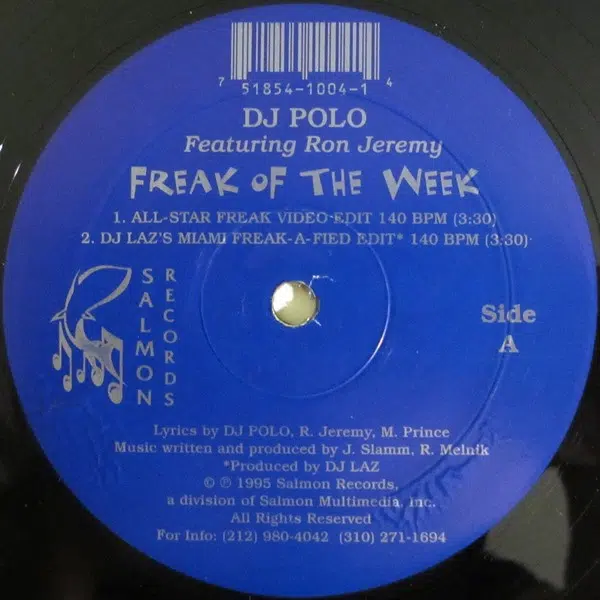 7 51854-1004-1 4
DJ POLO
Featuring Ron Jeremy
FREAK OF THE WEEK
1. ALL-STAR FREAK VIDEO EDIT 140 BPM (3:30)
2. DJ LAZ'S MIAMI FREAK-A-FIED EDIT* 140 BPM (3:30)
SALMON
RECORDS
Side
A
Lyrics by DJ POLO, R. Jeremy, M. Prince
Music written and produced by J. Slamm, R. Melnik
*Produced by DJ LAZ
© ℗ 1995 Salmon Records,
a division of Salmon Multimedia, Inc.
All Rights Reserved
For Info: (212) 980-4042 (310) 271-1694